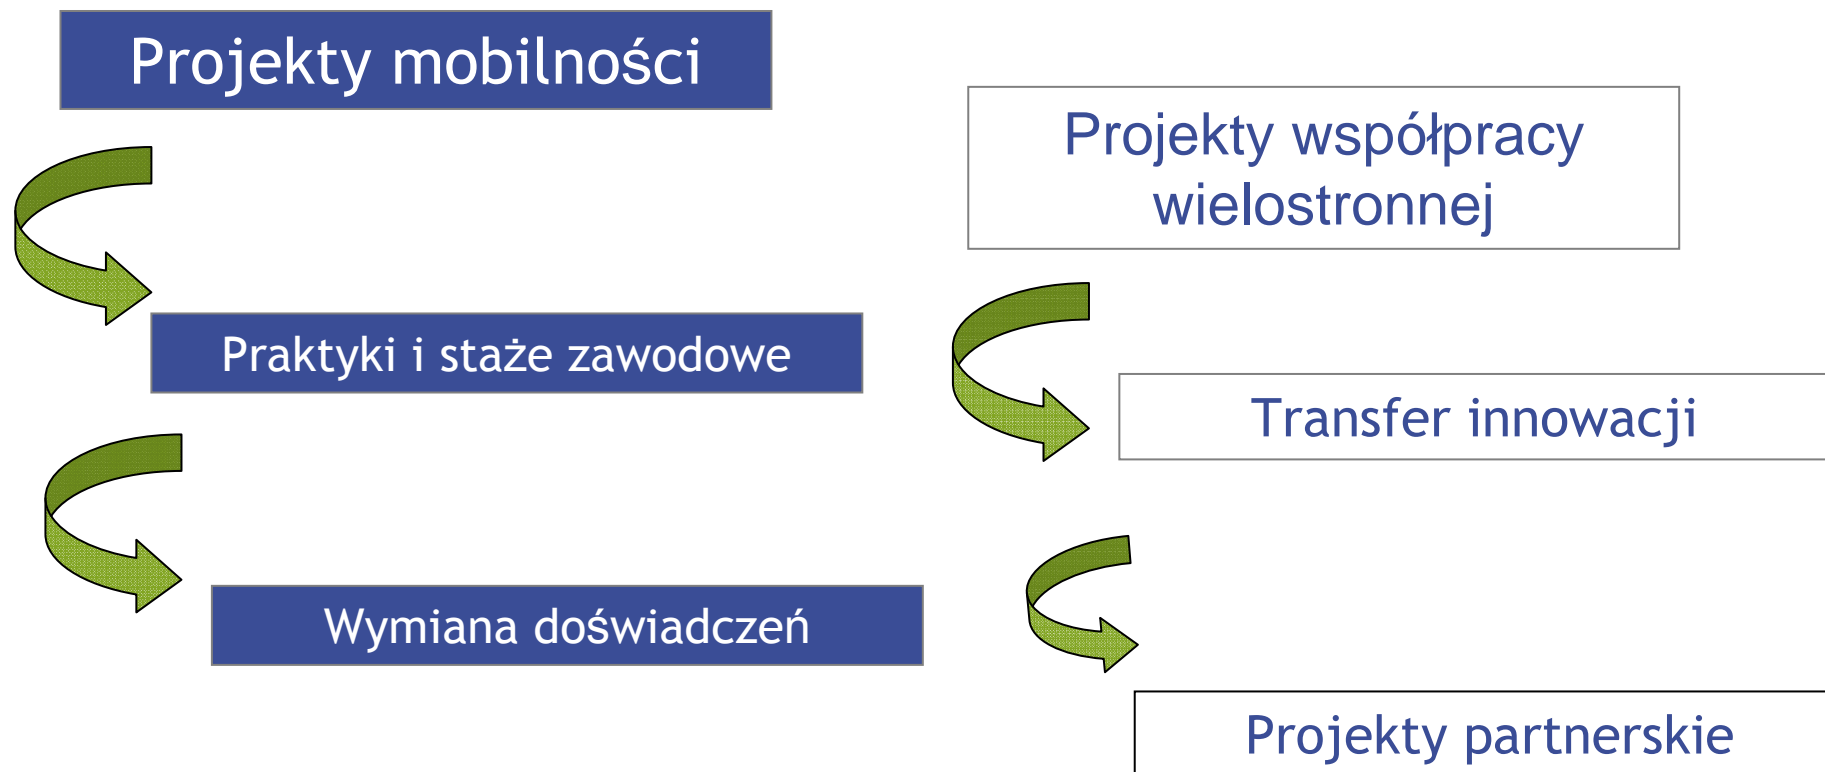 Projekty mobilności
Praktyki i staże zawodowe
Wymiana doświadczeń
Projekty współpracy
wielostronnej
Transfer innowacji
Projekty partnerskie